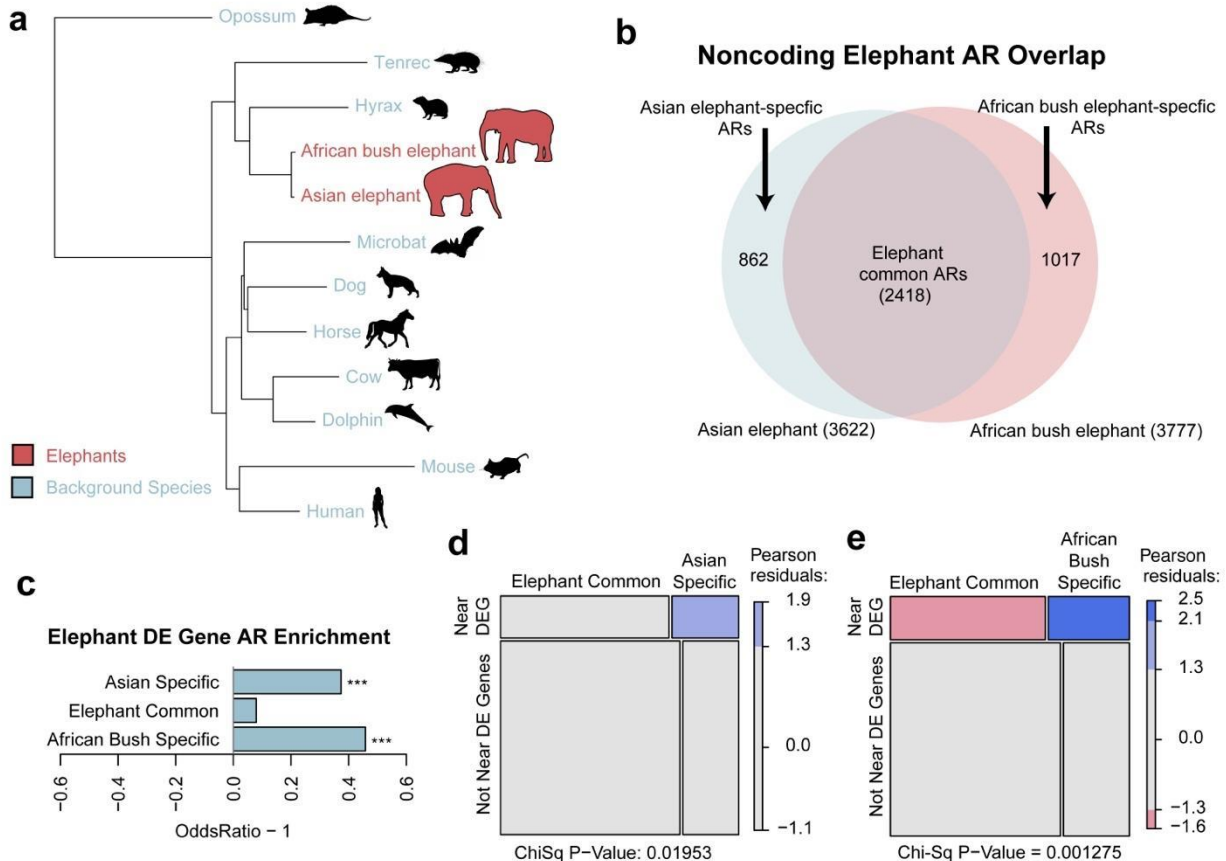 a
Opossum
Tenrec
Hyrax
African bush elephant
Asian elephant
Microbat
Dog
Horse
Cow
Dolphin
Mouse
Human
Elephants
Background Species
b
Noncoding Elephant AR Overlap
Asian elephant-specfic
ARs
African bush elephant-specfic
ARs
862
Elephant
common ARs
(2418)
1017
Asian elephant (3622)
African bush elephant (3777)
c
Elephant DE Gene AR Enrichment
Asian Specific
***
Elephant Common
African Bush Specific
***
−0.6
−0.4
−0.2
0.0
0.2
0.4
0.6
OddsRatio − 1
d
Elephant Common
Asian
Specific
Pearson
residuals:
Near
DEG
Not Near DE Genes
1.9
1.3
0.0
−1.1
ChiSq P-Value: 0.01953
e
Elephant Common
African
Bush
Specific
Pearson
residuals:
Near
DEG
Not Near DE Genes
2.5
2.1
1.3
0.0
−1.3
−1.6
Chi-Sq P-Value = 0.001275